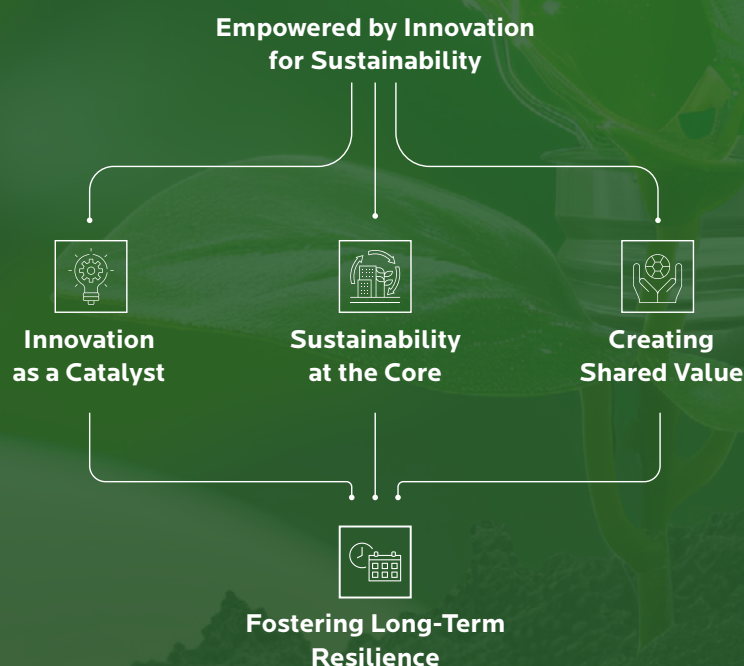 Empowered by Innovation
for Sustainability
Innovation
as a Catalyst
Sustainability
at the Core
Creating
Shared Value
Fostering Long-Term
Resilience